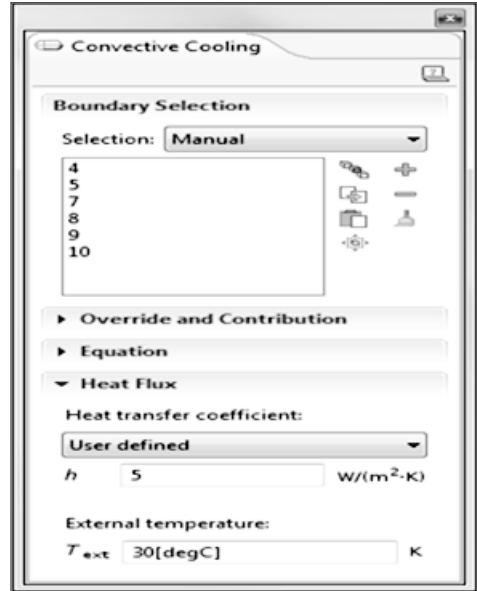 Convective Cooling
Boundary Selection
Selection: Manual
4
5
7
8
9
10
Override and Contribution
Equation
Heat Flux
Heat transfer coefficient:
User defined
h 5 W/(m²·K)
External temperature:
T ext 30[degC] K